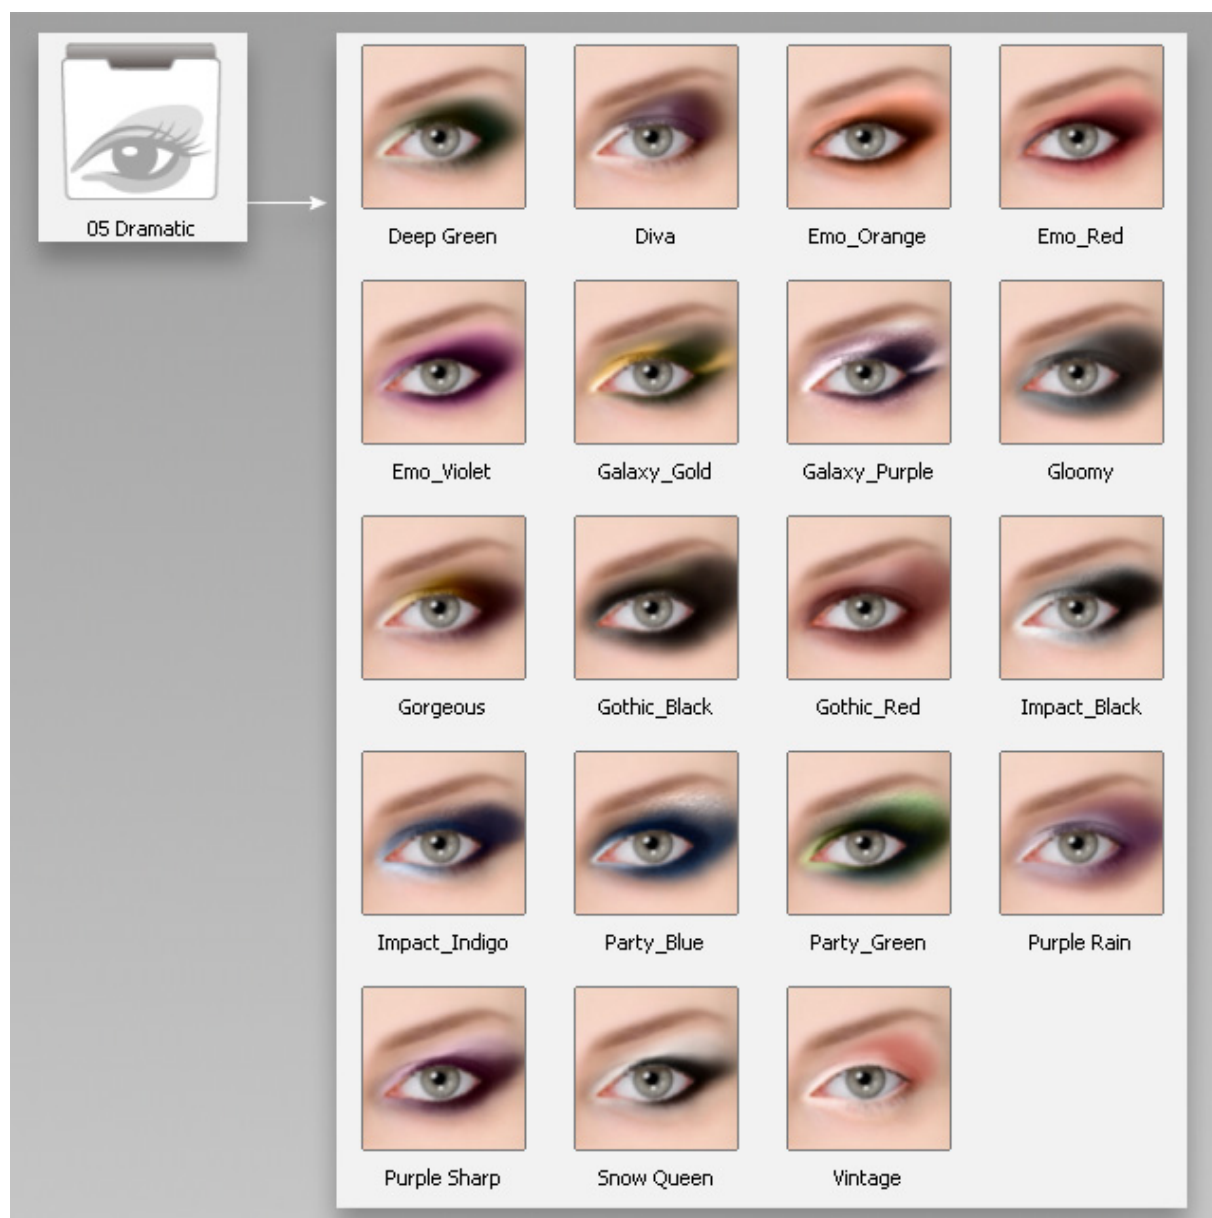 05 Dramatic
Deep Green
Diva
Emo_Orange
Emo_Red
Emo_Violet
Galaxy_Gold
Galaxy_Purple
Gloomy
Gorgeous
Gothic_Black
Gothic_Red
Impact_Black
Impact_Indigo
Party_Blue
Party_Green
Purple Rain
Purple Sharp
Snow Queen
Vintage